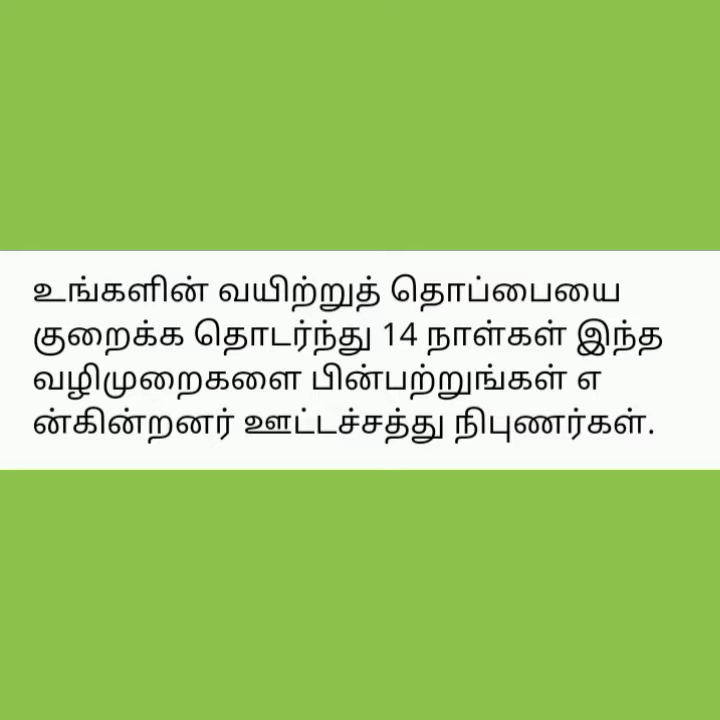 உங்களின் வயிற்றுத் தொப்பையை
குறைக்க தொடர்ந்து 14 நாள்கள் இந்த
வழிமுறைகளை பின்பற்றுங்கள் எ
ன்கின்றனர் ஊட்டச்சத்து நிபுணர்கள்.